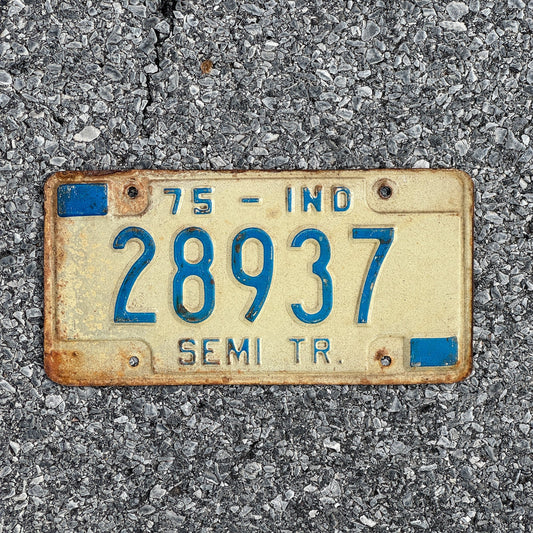 75 - IND
28937
SEMI TR.